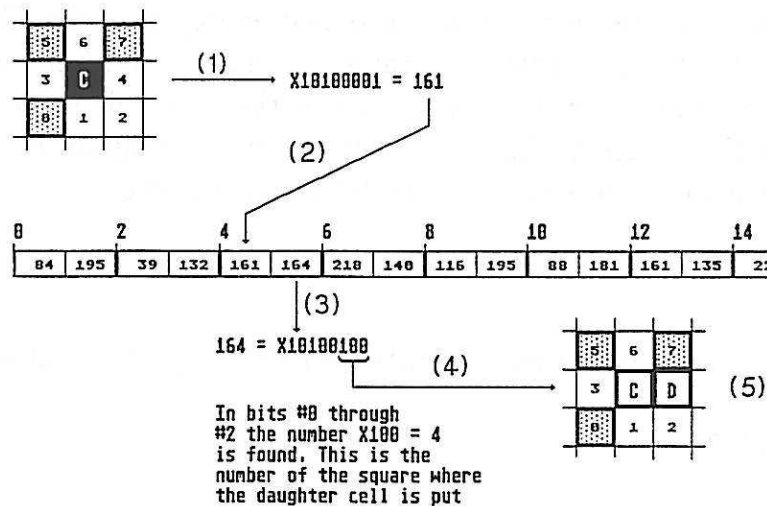 5 6 7
3 C 4
0 1 2
(1)
X10100001 = 161
(2)
0 2 4 6 8 10 12 14
84 195 39 132 161 164 218 140 116 195 88 181 161 135
(3)
164 = X10100100
(4)
5 6 7
3 C D
0 1 2
(5)
In bits #0 through
#2 the number X100 = 4
is found. This is the
number of the square where
the daughter cell is put